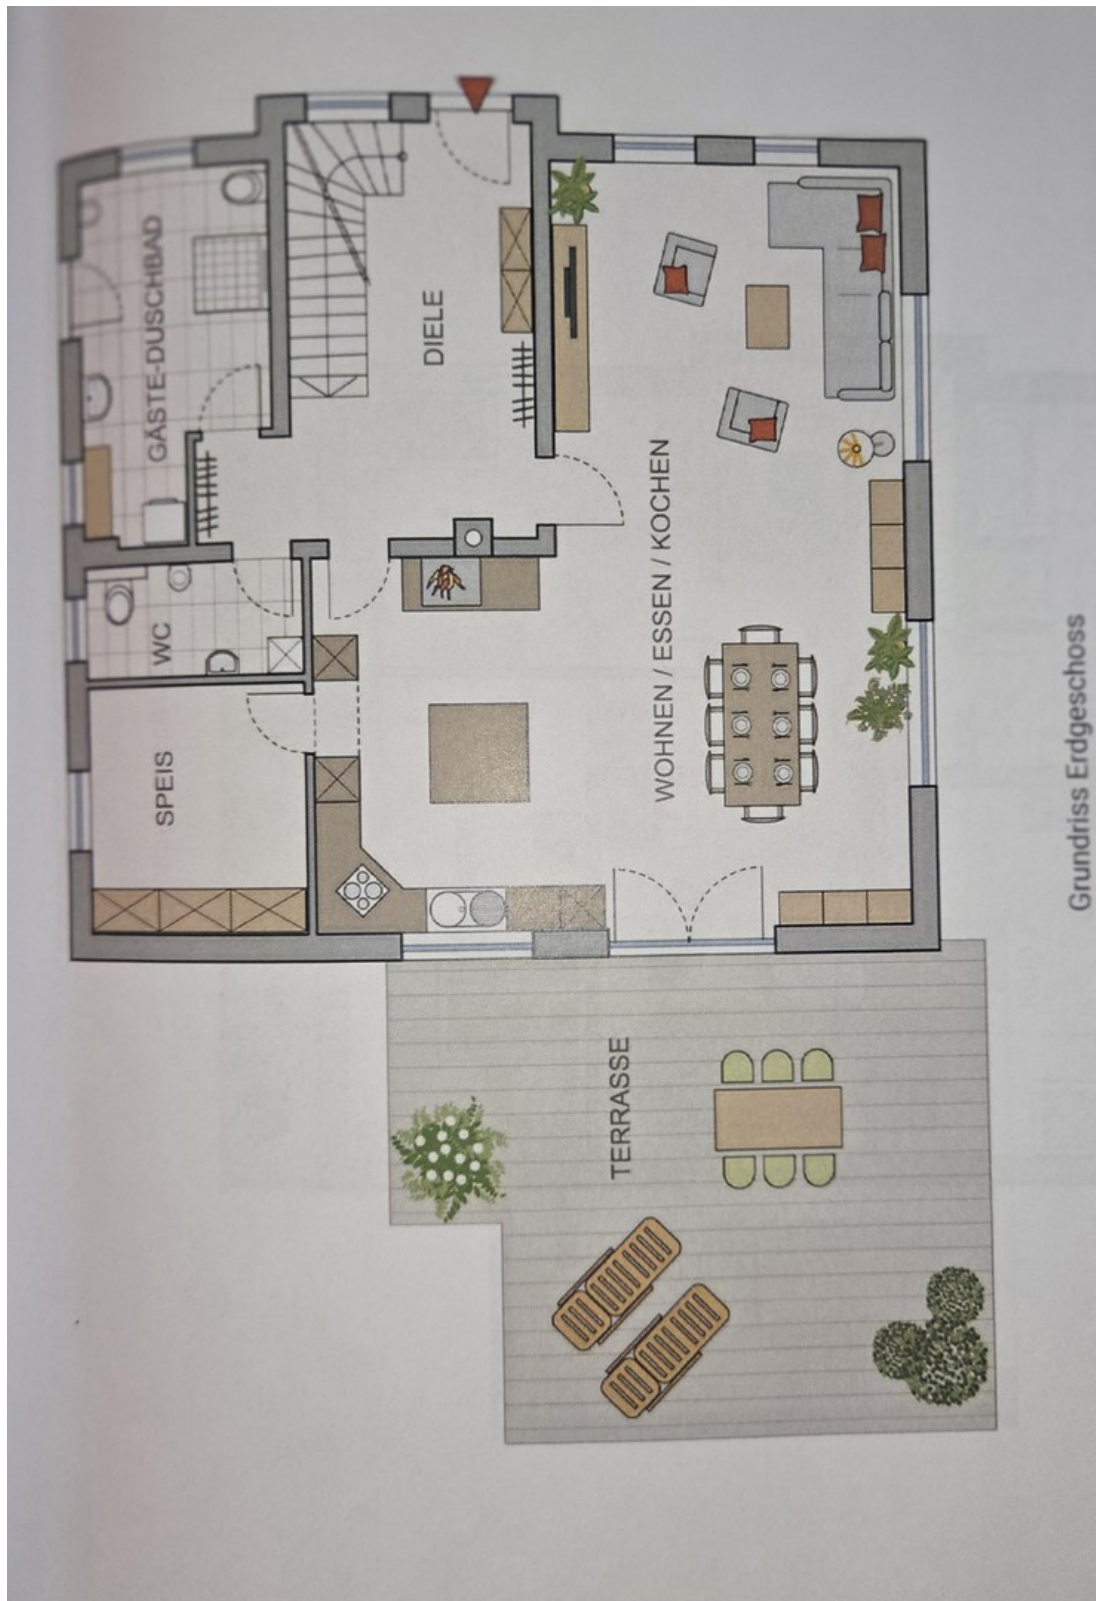 GÄSTE-DUSCHBAD
DIELE
WC
SPEIS
WOHNEN / ESSEN / KOCHEN
TERRASSE
Grundriss Erdgeschoss